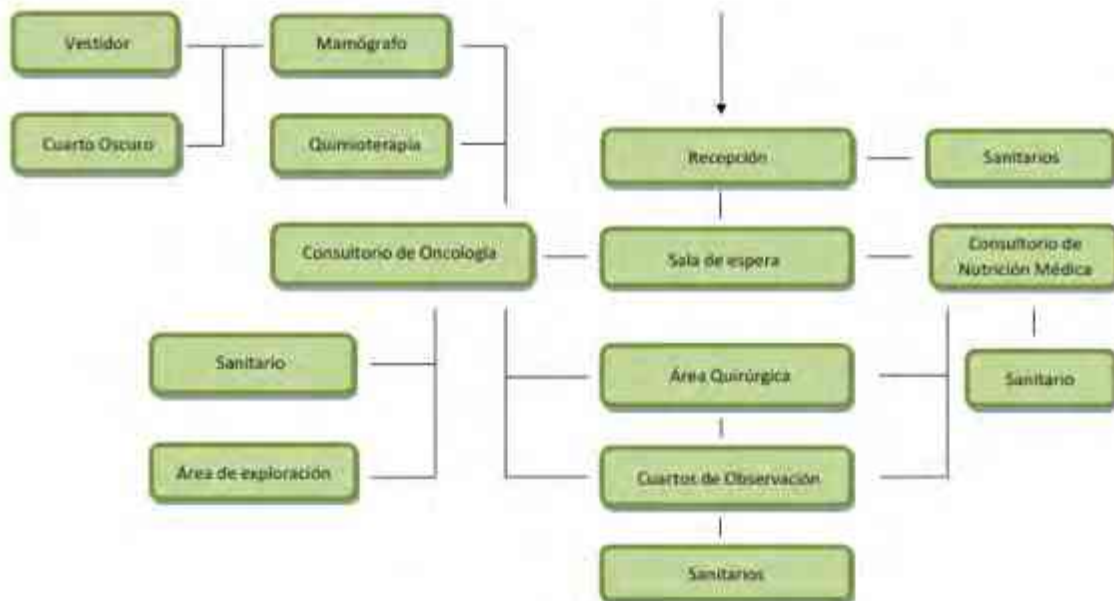 Vestidor
Mamógrafo
Cuarto Oscuro
Quimioterapia
Recepción
Sanitarios
Consultorio de Oncología
Sala de espera
Consultorio de
Nutrición Médica
Sanitario
Área Quirúrgica
Sanitario
Área de exploración
Cuartos de Observación
Sanitarios